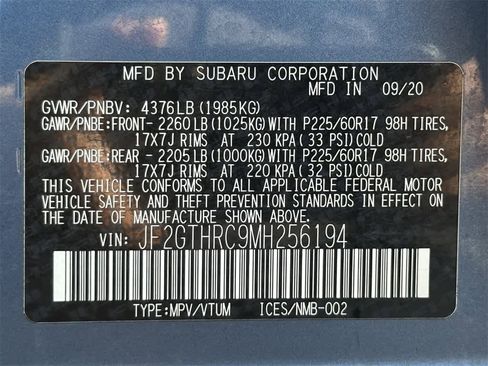 MFD BY SUBARU CORPORATION
MFD IN 09/20
GVWR/PNBV: 4376LB (1985KG)
GAWR/PNBE:FRONT- 2260LB (1025KG) WITH P225/60R17 98H TIRES,
17X7J RIMS AT 230 KPA ( 33 PSI) COLD
GAWR/PNBE:REAR - 2205LB (1000KG) WITH P225/60R17 98H TIRES,
17X7J RIMS AT 220 KPA ( 32 PSI) COLD
THIS VEHICLE CONFORMS TO ALL APPLICABLE FEDERAL MOTOR
VEHICLE SAFETY, BUMPER, AND
THEFT PREVENTION STANDARDS IN EFFECT ON
THE DATE OF MANUFACTURE SHOWN ABOVE.
VIN: JF2GTHRC9MH256194
TYPE:MPV/VTUM ICES/NMB-002